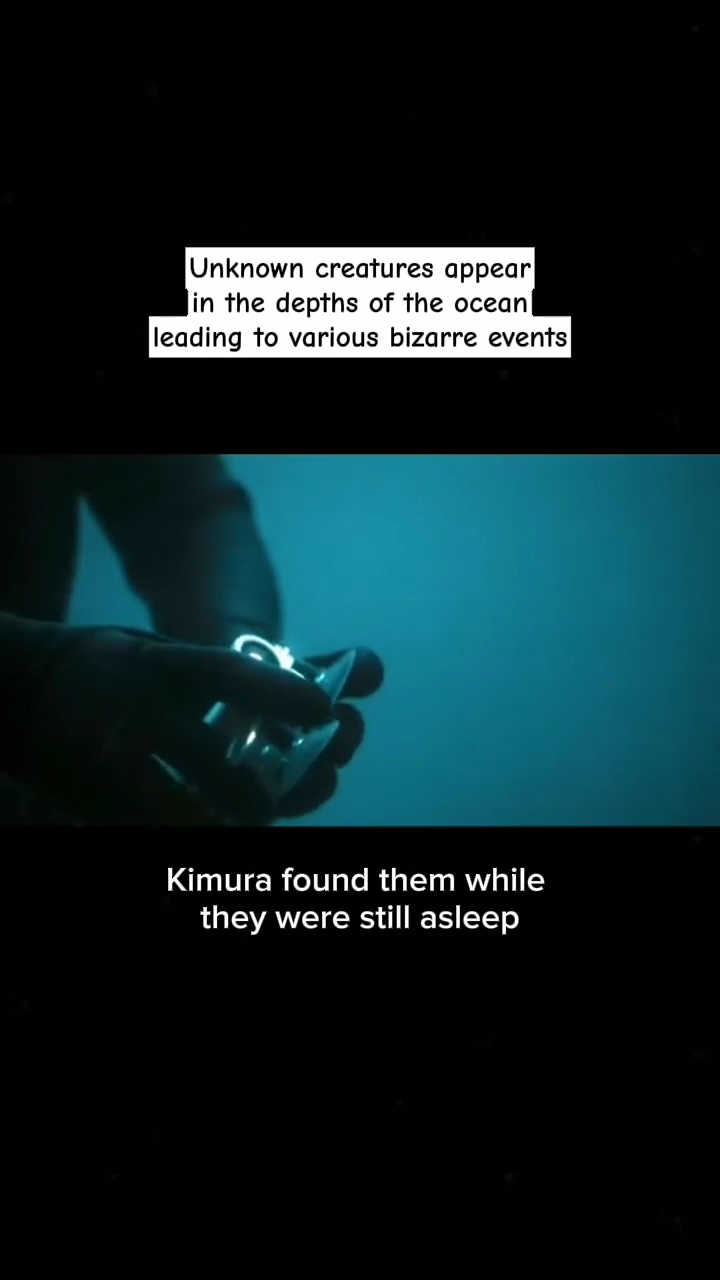 Unknown creatures appear
in the depths of the ocean
leading to various bizarre events
Kimura found them while
they were still asleep